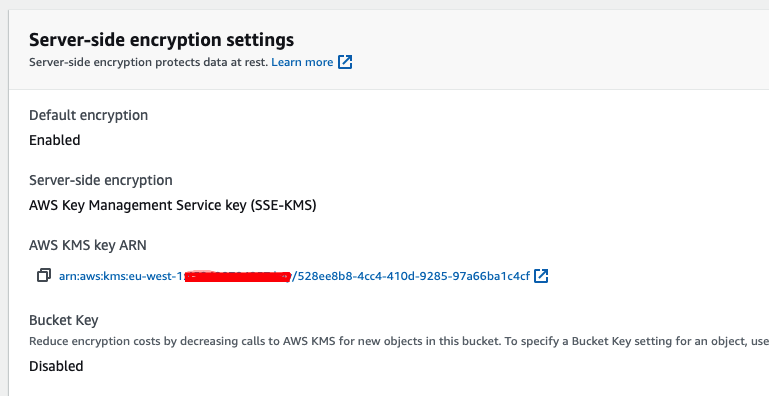 Server-side encryption settings
Server-side encryption protects data at rest. Learn more
Default encryption
Enabled
Server-side encryption
AWS Key Management Service key (SSE-KMS)
AWS KMS key ARN
arn:aws:kms:eu-west-1 /528ee8b8-4cc4-410d-9285-97a66ba1c4cf
Bucket Key
Reduce encryption costs by decreasing calls to AWS KMS for new objects in this bucket. To specify a Bucket Key setting for an object, use
Disabled